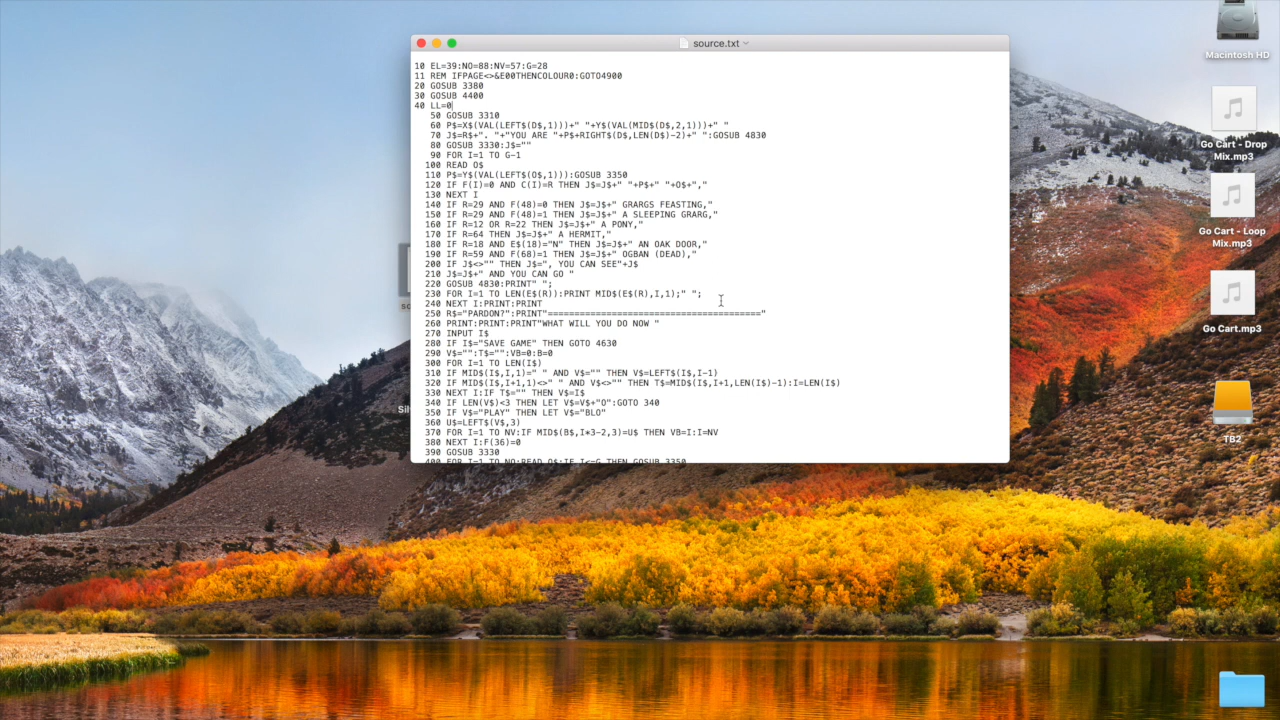 source.txt
10 EL=39:NO=88:NV=57:G=28
11 REM IFPAGE<>&E00THENCOLOUR0:GOTO4900
20 GOSUB 3380
30 GOSUB 4400
40 LL=0
50 GOSUB 3310
60 P$=X$(VAL(LEFT$(D$,1)))+" "+Y$(VAL(MID$(D$,2,1)))+" "
70 J$=R$+". "+"YOU ARE "+P$+RIGHT$(D$,LEN(D$)-2)+" ":GOSUB 4830
80 GOSUB 3330:J$=""
90 FOR I=1 TO G-1
100 READ O$
110 P$=Y$(VAL(LEFT$(O$,1))):GOSUB 3350
120 IF F(I)=0 AND C(I)=R THEN J$=J$+" "+P$+" "+O$+","
130 NEXT I
140 IF R=29 AND F(48)=0 THEN J$=J$+" GRARGS FEASTING,"
150 IF R=29 AND F(48)=1 THEN J$=J$+" A SLEEPING GRARG,"
160 IF R=12 OR R=22 THEN J$=J$+" A PONY,"
170 IF R=64 THEN J$=J$+" A HERMIT,"
180 IF R=18 AND E$(18)="N" THEN J$=J$+" AN OAK DOOR,"
190 IF R=59 AND F(68)=1 THEN J$=J$+" OGBAN (DEAD),"
200 IF J$<>"" THEN J$=", YOU CAN SEE"+J$
210 J$=J$+" AND YOU CAN GO "
220 GOSUB 4830:PRINT" ";
230 FOR I=1 TO LEN(E$(R)):PRINT MID$(E$(R),I,1);" ";
240 NEXT I:PRINT:PRINT
250 R$="PARDON?":PRINT"========================================"
260 PRINT:PRINT:PRINT"WHAT WILL YOU DO NOW "
270 INPUT I$
280 IF I$="SAVE GAME" THEN GOTO 4630
290 V$="":T$="":VB=0:B=0
300 FOR I=1 TO LEN(I$)
310 IF MID$(I$,I,1)=" " AND V$="" THEN V$=LEFT$(I$,I-1)
320 IF MID$(I$,I+1,1)<>" " AND V$<>"" THEN T$=MID$(I$,I+1,LEN(I$)-1):I=LEN(I$)
330 NEXT I:IF T$="" THEN V$=I$
340 IF LEN(V$)<3 THEN LET V$=V$+"O":GOTO 340
350 IF V$="PLAY" THEN LET V$="BLO"
360 U$=LEFT$(V$,3)
370 FOR I=1 TO NV:IF MID$(B$,I*3-2,3)=U$ THEN VB=I:I=NV
380 NEXT I:F(36)=0
390 GOSUB 3330
400 FOR I=1 TO NO:READ O$:IF I<=G THEN GOSUB 3350
Macintosh HD
Go Cart - Drop
Mix.mp3
Go Cart - Loop
Mix.mp3
Go Cart.mp3
TB2